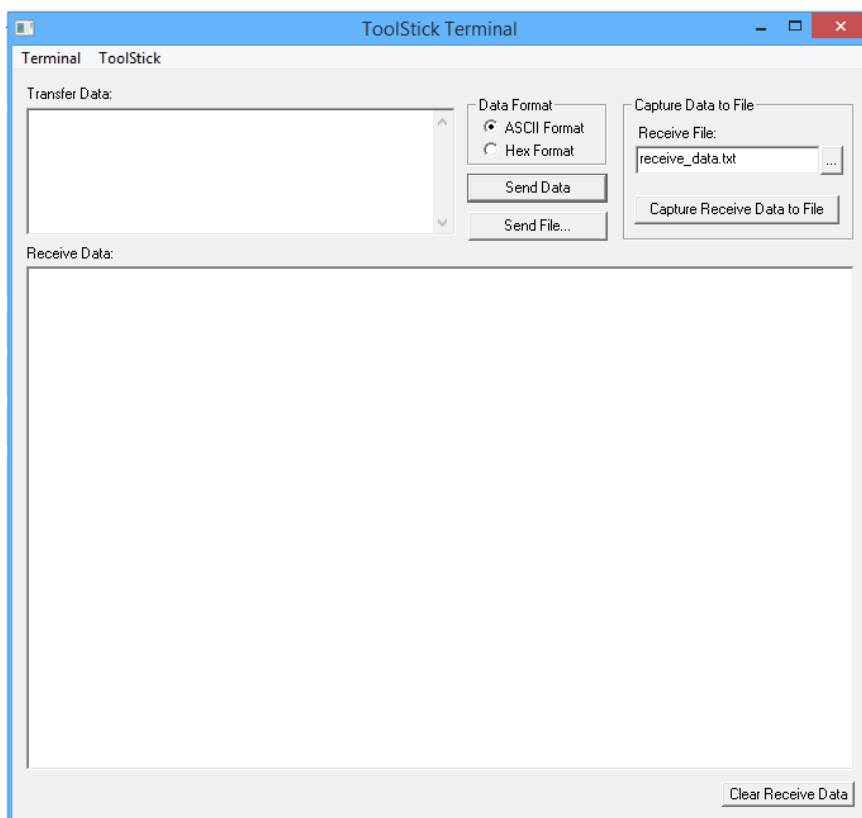 ToolStick Terminal
Terminal ToolStick
Transfer Data:
Data Format
ASCII Format
Hex Format
Send Data
Send File...
Capture Data to File
Receive File:
receive_data.txt
...
Capture Receive Data to File
Receive Data:
Clear Receive Data